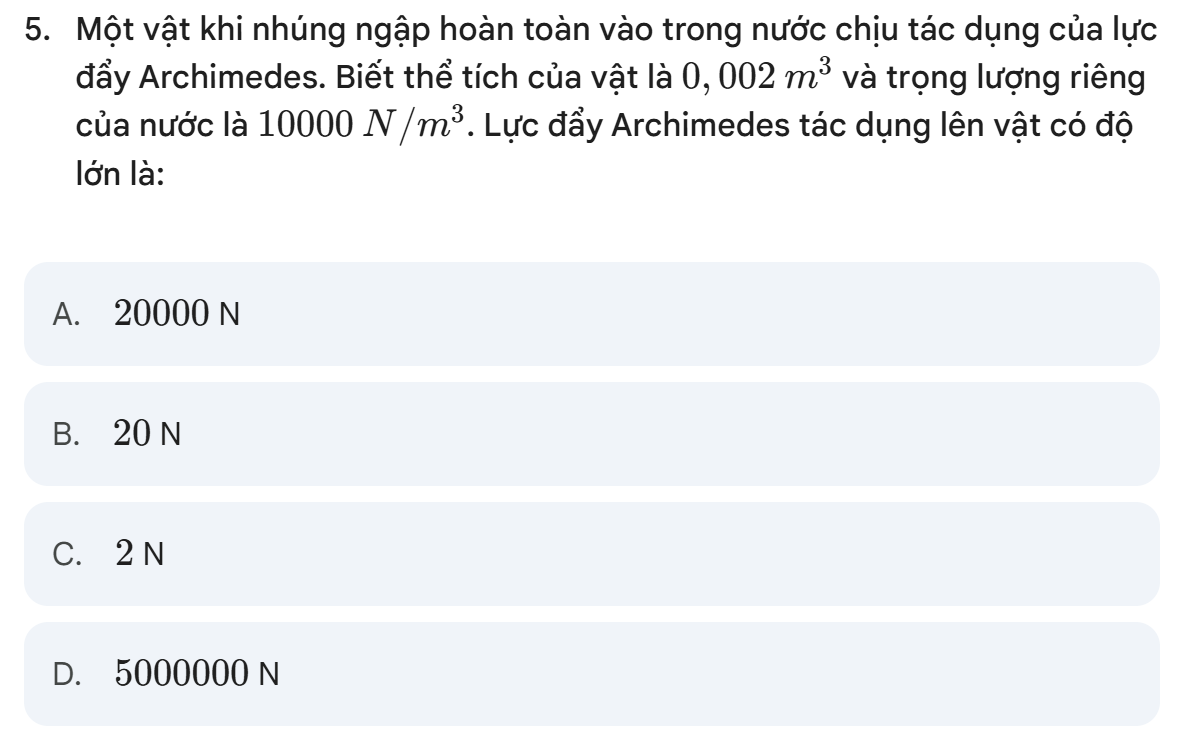 5. Một vật khi nhúng ngập hoàn toàn vào trong nước chịu tác dụng của lực
đẩy Archimedes. Biết thể tích của vật là 0,002 m³ và trọng lượng riêng
của nước là 10000 N/m³. Lực đẩy Archimedes tác dụng lên vật có độ
lớn là:
A. 20000 N
B. 20 N
C. 2 N
D. 5000000 N